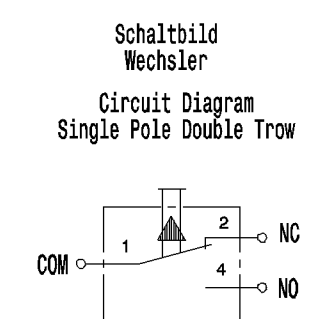 Schaltbild
Wechsler
Circuit Diagram
Single Pole Double Trow
2
NC
1
COM
4
NO